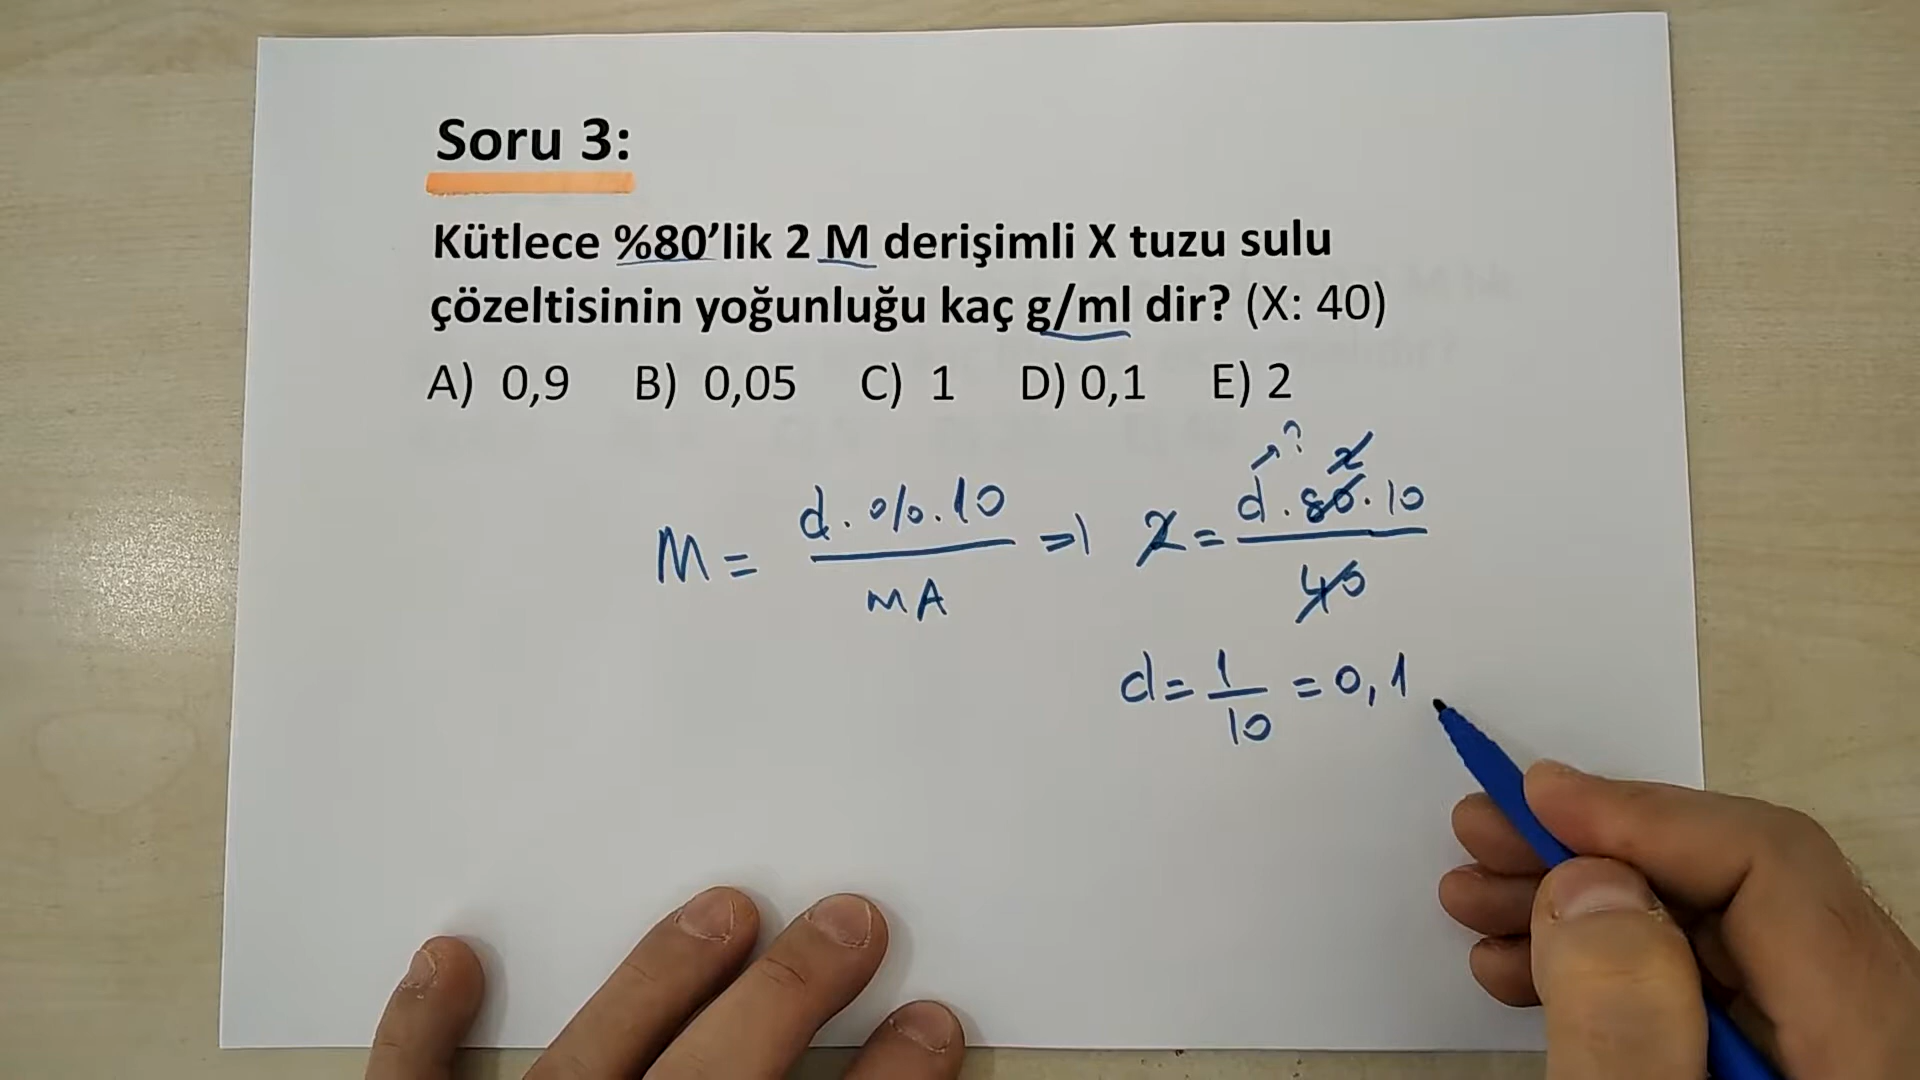 Soru 3:
Kütlece %80'lik 2 M derişimli X tuzu sulu
çözeltisinin yoğunluğu kaç g/ml dir? (X: 40)
A) 0,9 B) 0,05 C) 1 D) 0,1 E) 2
M = d.%.10 / mA => 2 = d.80.10 / 40
? 2
d = 1/10 = 0,1